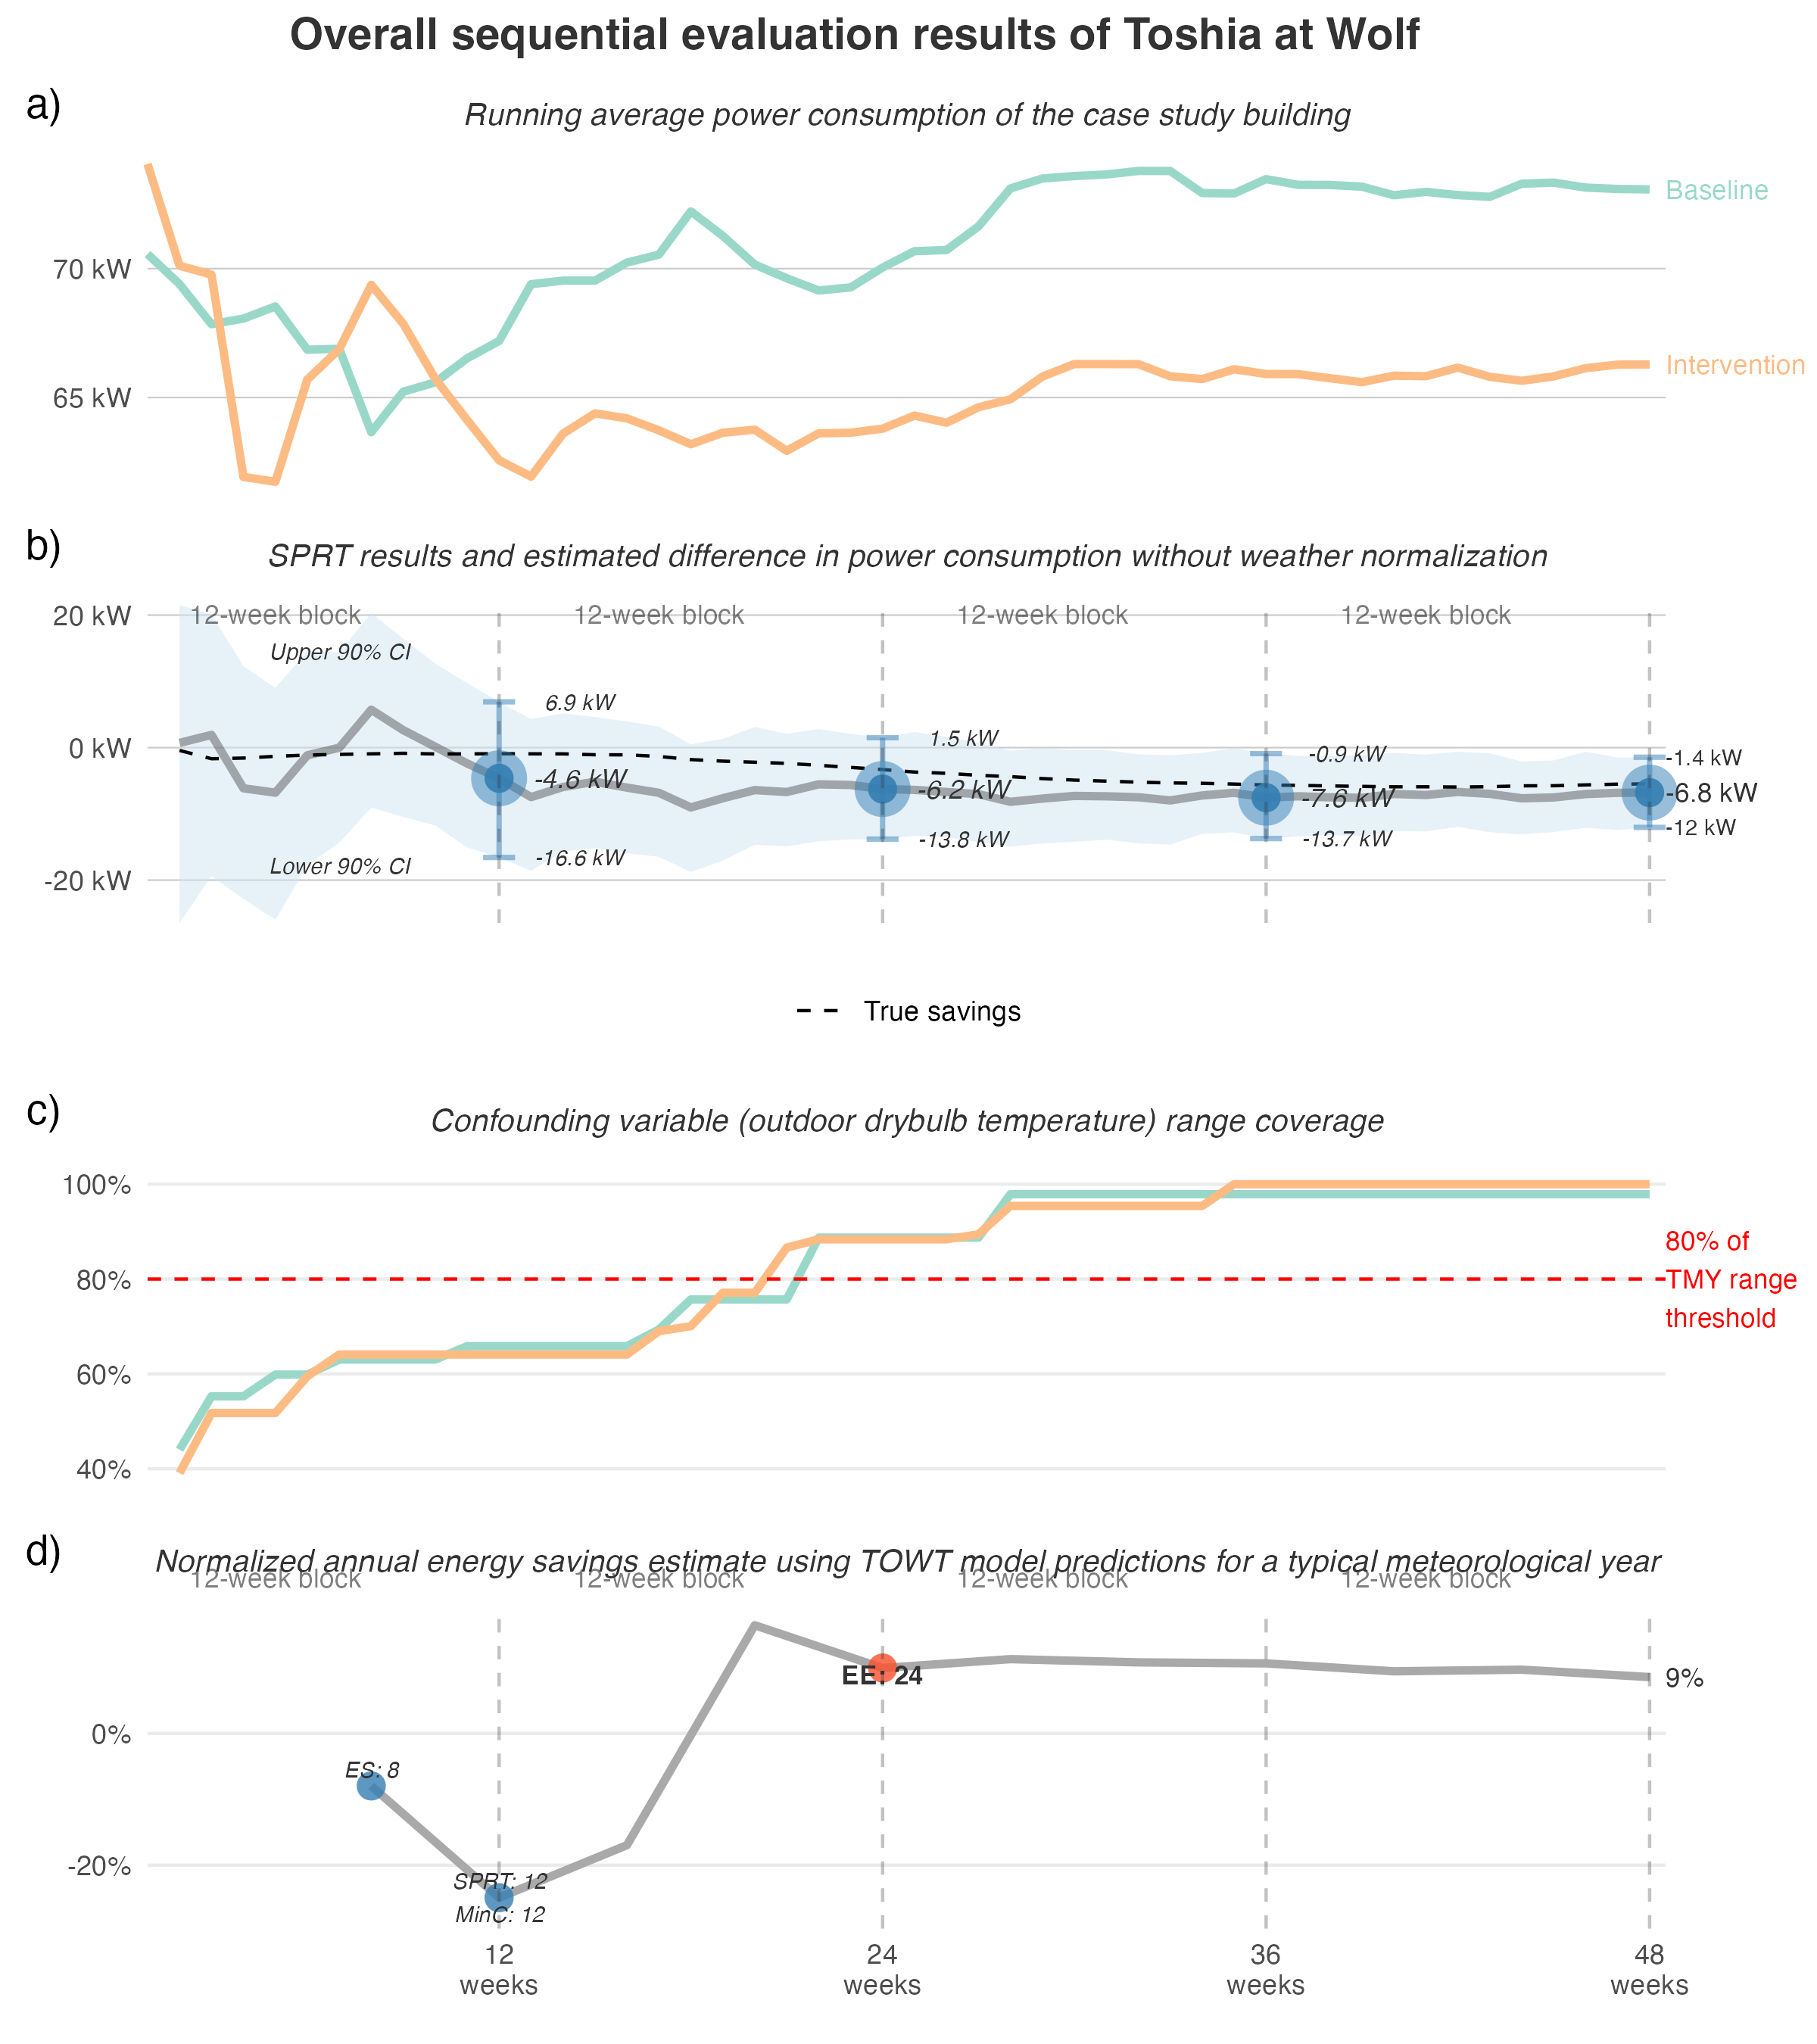 Overall sequential evaluation results of Toshia at Wolf
a)
Running average power consumption of the case study building
70 kW
65 kW
Baseline
Intervention
b)
SPRT results and estimated difference in power consumption without weather normalization
12-week block
12-week block
12-week block
12-week block
20 kW
0 kW
-20 kW
Upper 90% CI
Lower 90% CI
6.9 kW
-4.6 kW
-16.6 kW
1.5 kW
-6.2 kW
-13.8 kW
-0.9 kW
-7.6 kW
-13.7 kW
-1.4 kW
-6.8 kW
-12 kW
True savings
c)
Confounding variable (outdoor drybulb temperature) range coverage
100%
80%
60%
40%
80% of
TMY range
threshold
d)
Normalized annual energy savings estimate using TOWT model predictions for a typical meteorological year
12-week block
12-week block
12-week block
12-week block
0%
-20%
ES: 8
SPRT: 12
MinC: 12
EE: 24
9%
12
weeks
24
weeks
36
weeks
48
weeks